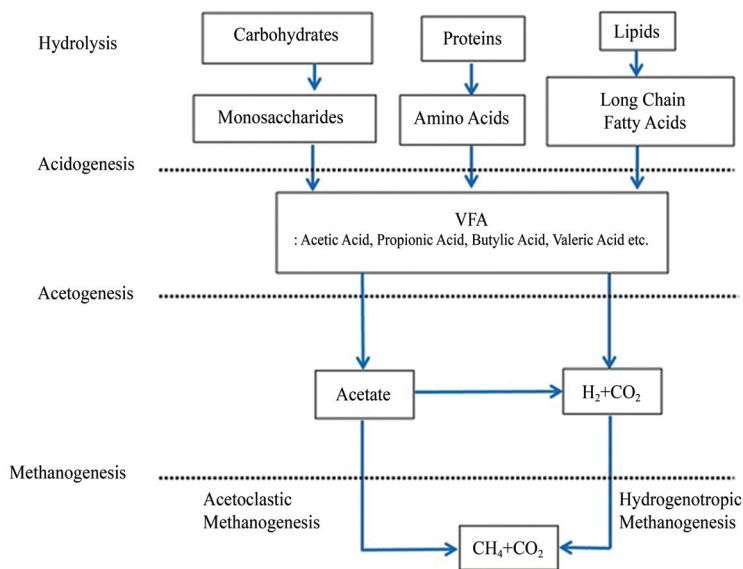 Hydrolysis
Carbohydrates
Proteins
Lipids
Monosaccharides
Amino Acids
Long Chain
Fatty Acids
Acidogenesis
VFA
: Acetic Acid, Propionic Acid, Butylic Acid, Valeric Acid etc.
Acetogenesis
Acetate
H₂+CO₂
Methanogenesis
Acetoclastic
Methanogenesis
Hydrogenotropic
Methanogenesis
CH₄+CO₂